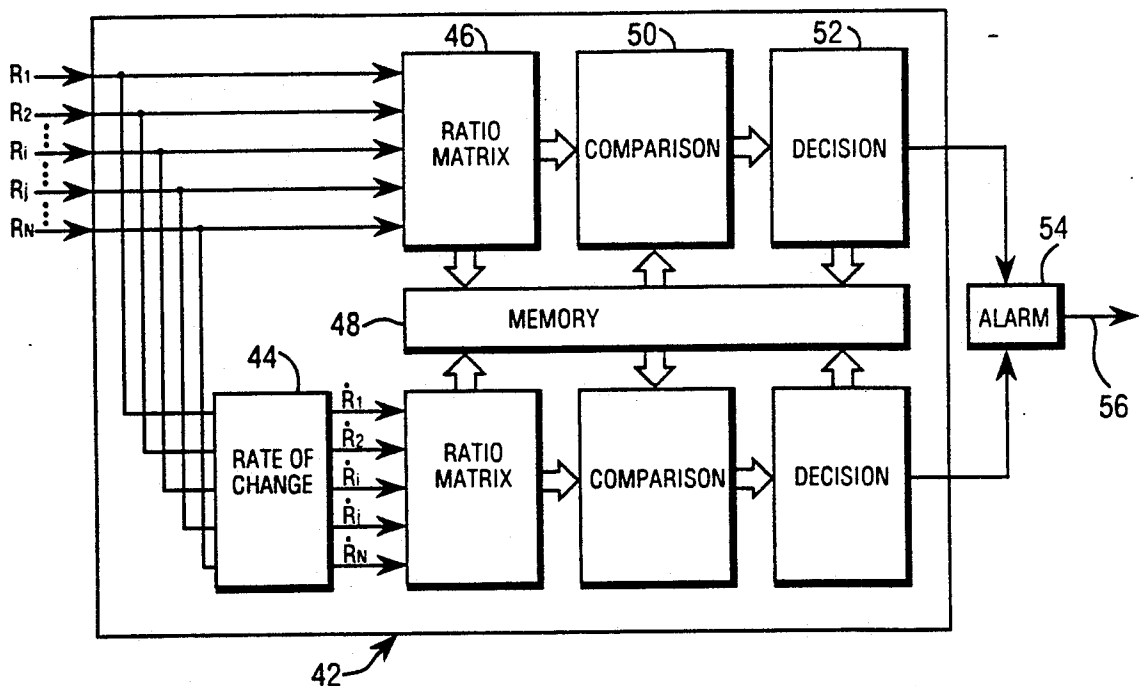 46
50
52
R1
R2
Ri
Rj
RN
RATIO
MATRIX
COMPARISON
DECISION
54
ALARM
56
48
MEMORY
44
RATE OF
CHANGE
Ṙ1
Ṙ2
Ṙi
Ṙi
ṘN
RATIO
MATRIX
COMPARISON
DECISION
42